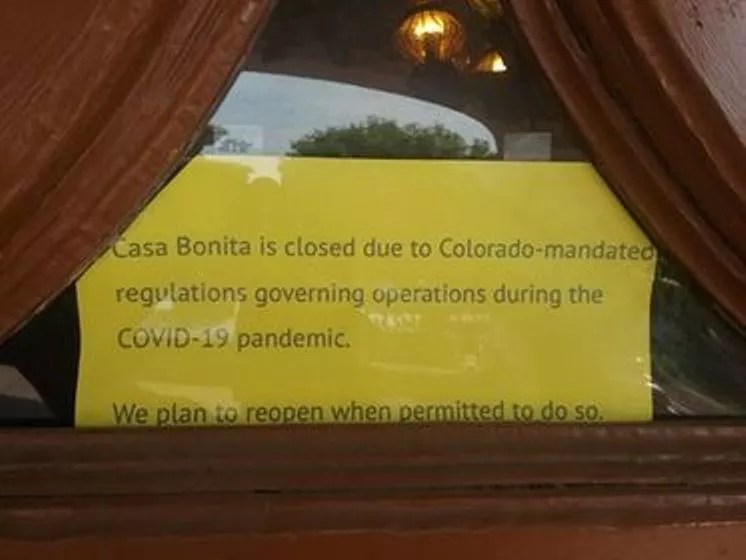 Casa Bonita is closed due to Colorado-mandated
regulations governing operations during the
COVID-19 pandemic.
We plan to reopen when permitted to do so.